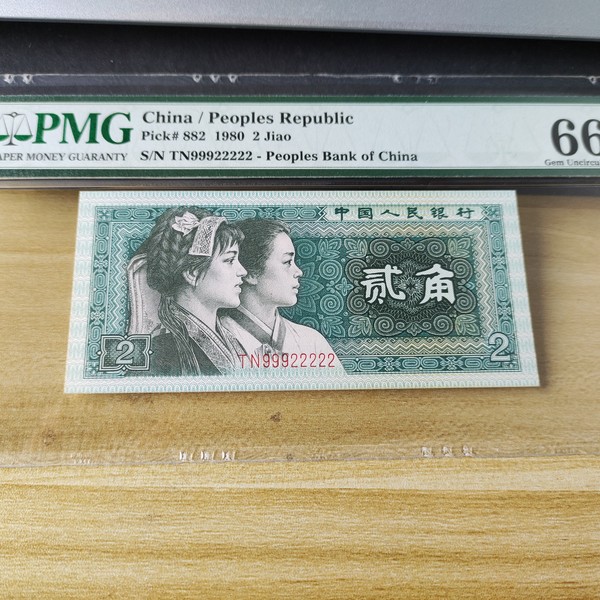 PMG
PAPER MONEY GUARANTY
China / Peoples Republic
Pick# 882 1980 2 Jiao
S/N TN99922222 - Peoples Bank of China
66
Gem Uncircu
中国人民银行
贰角
2
TN99922222
2